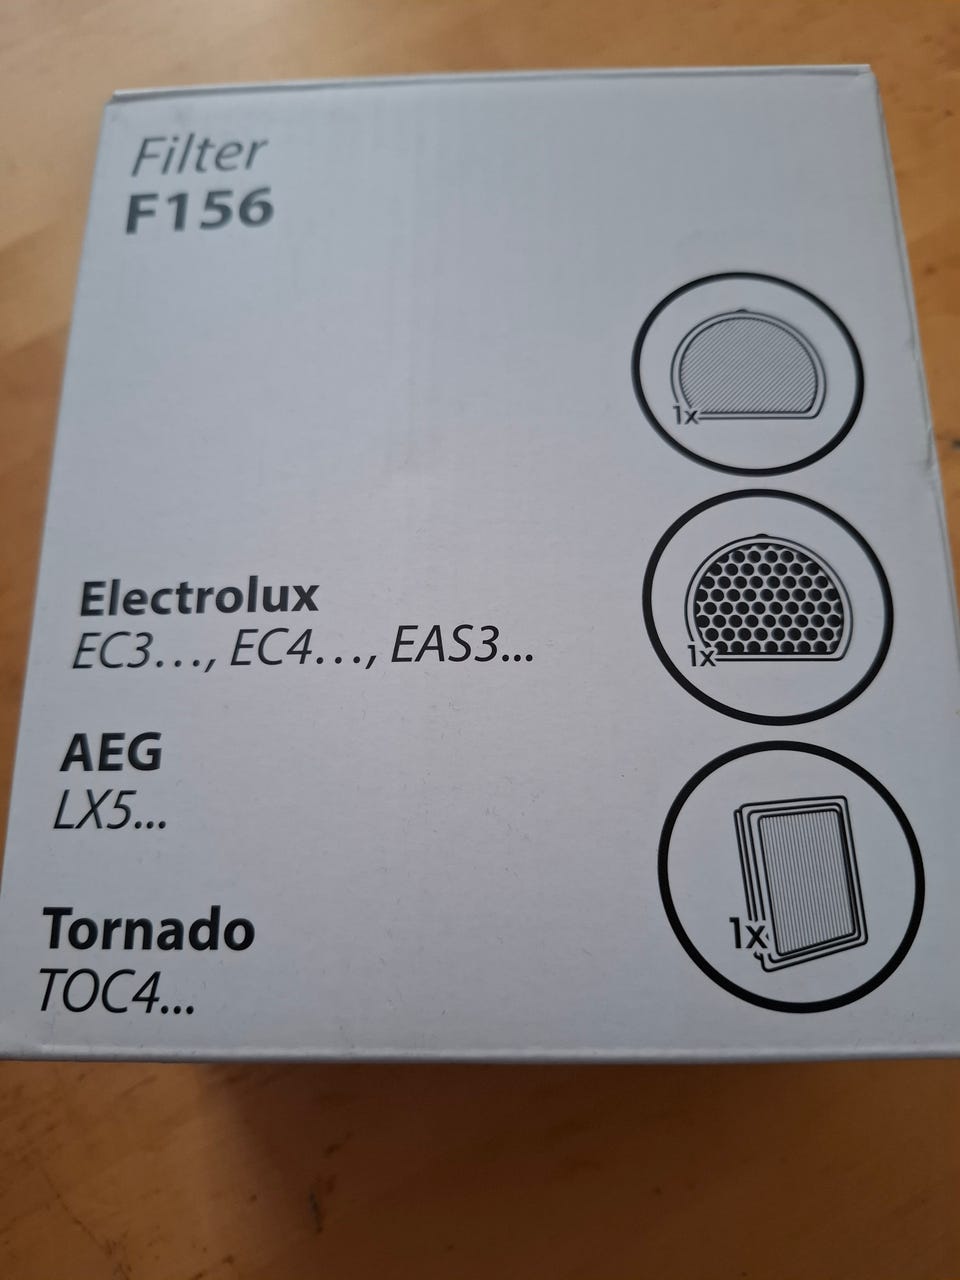 Filter
F156
1x
1x
Electrolux
EC3..., EC4..., EAS3...
AEG
LX5...
Tornado
TOC4...
1x